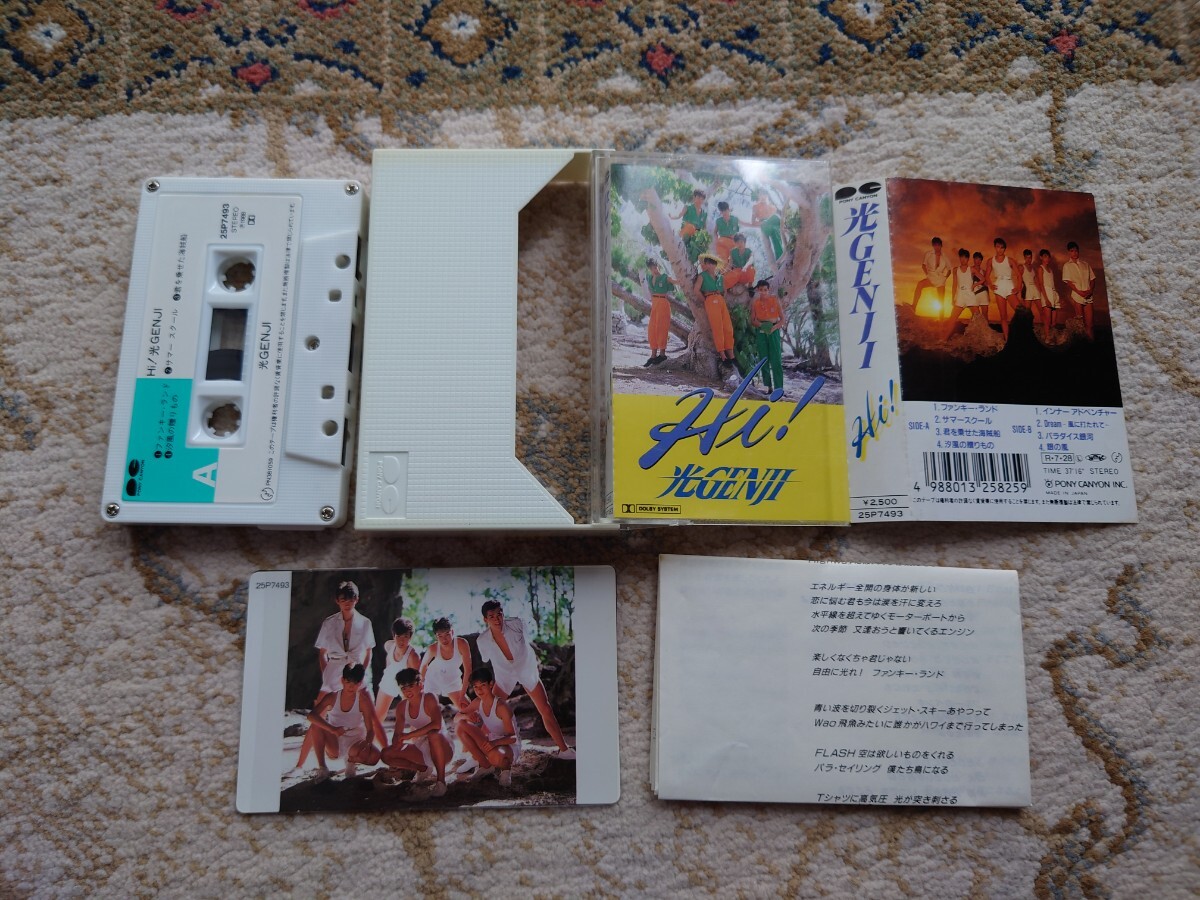 Hi! 光GENJI
25P7493
STEREO
❶ファンキー・ランド ❷サマー スクール ❸君を乗せた海賊船
❹夕風の贈りもの
A
光GENJI
Hi!
光GENJI
DOLBY SYSTEM
PONY CANYON
光GENJI
Hi!
¥2,500
25P7493
SIDE-A
1. ファンキー・ランド
2. サマースクール
3. 君を乗せた海賊船
4. 夕風の贈りもの
SIDE-B
1. インナー アドベンチャー
2. Dream -風に打たれて-
3. パラダイス銀河
4. 銀の嵐
R・7・28
TIME 37'16" STEREO
PONY CANYON INC.
MADE IN JAPAN
4 988013 258259
25P7493
エネルギー全開の身体が新しい
恋に悩む君も今は涙を汗に変えろ
水平線を超えてゆくモーターボートから
次の季節 又逢おうと響いてくるエンジン
楽しくなくちゃ君じゃない
自由に光れ! ファンキー・ランド
青い波を切り裂くジェット・スキーあやつって
Wao 飛魚みたいに誰かがハワイまで行ってしまった
FLASH 空は欲しいものをくれる
パラ・セイリング 僕たち鳥になる
Tシャツに高気圧 光が突き刺さる